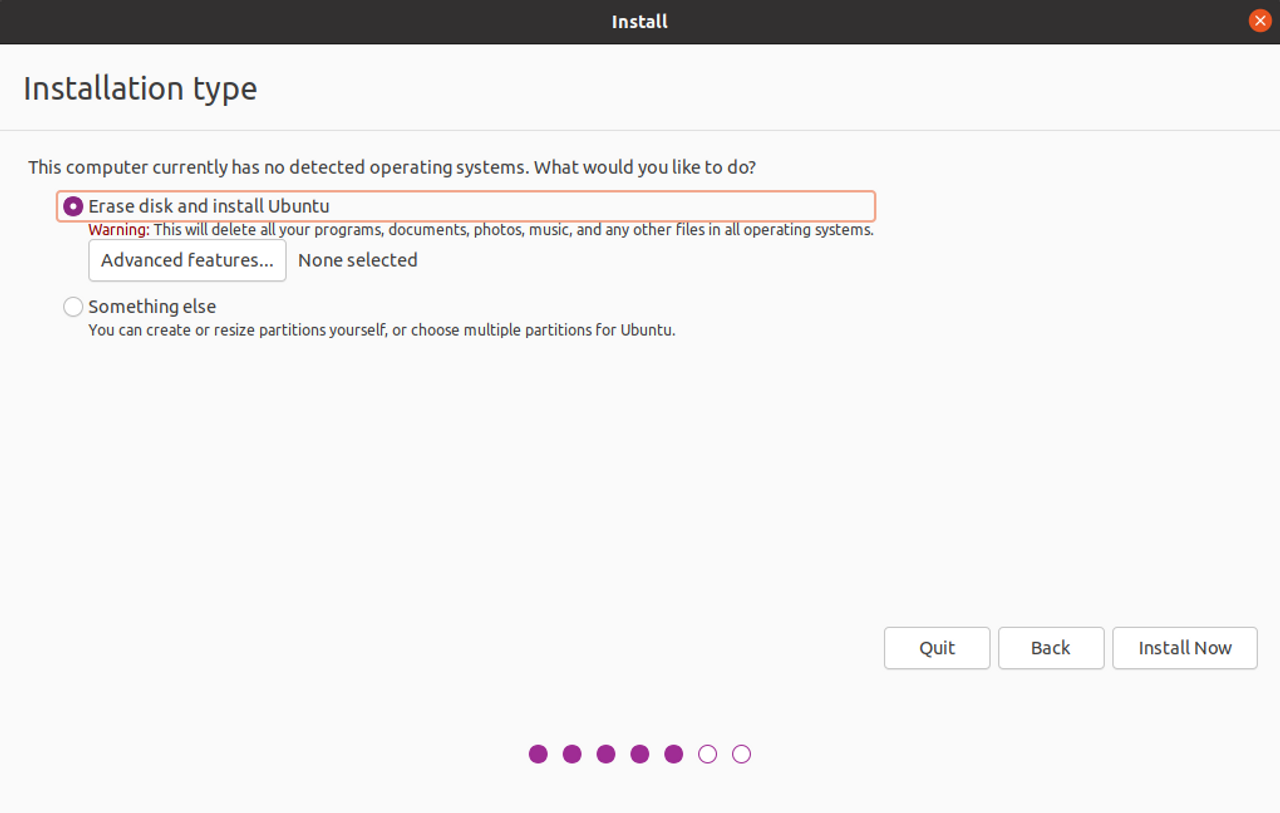 Install
Installation type
This computer currently has no detected operating systems. What would you like to do?
Erase disk and install Ubuntu
Warning: This will delete all your programs, documents, photos, music, and any other files in all operating systems.
Advanced features... None selected
Something else
You can create or resize partitions yourself, or choose multiple partitions for Ubuntu.
Quit Back Install Now